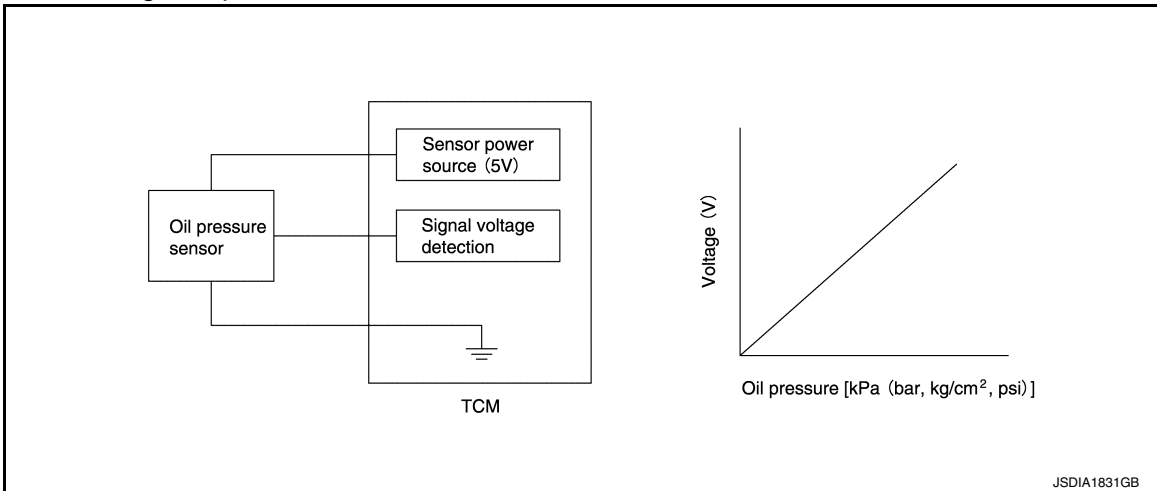 Sensor power
source (5V)
Oil pressure
sensor
Signal voltage
detection
TCM
Voltage (V)
Oil pressure [kPa (bar, kg/cm², psi)]
JSDIA1831GB